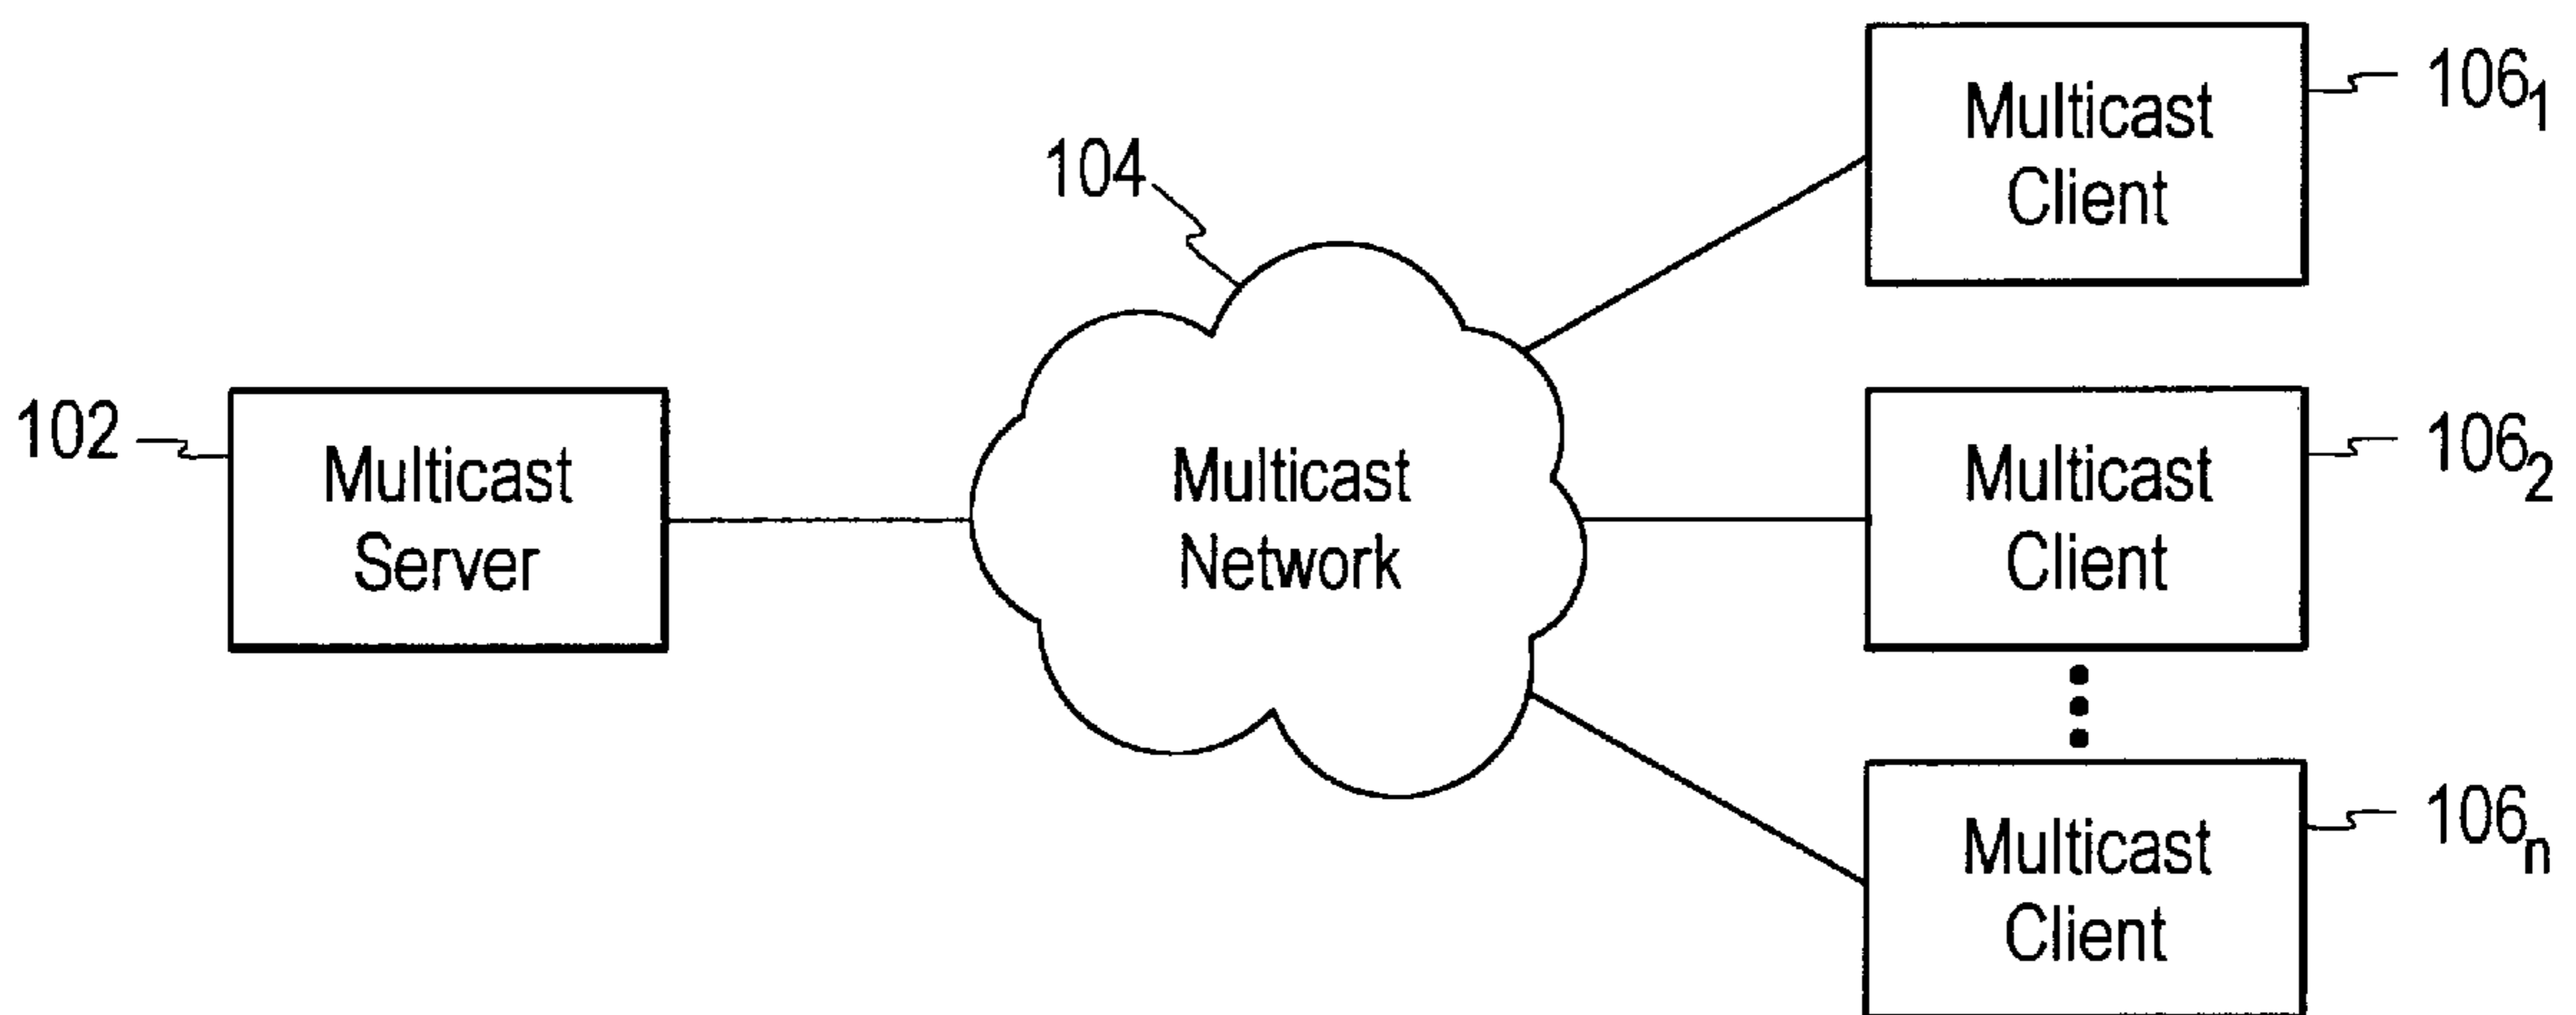 102
Multicast
Server
104
Multicast
Network
Multicast
Client
106₁
Multicast
Client
106₂
Multicast
Client
106ₙ